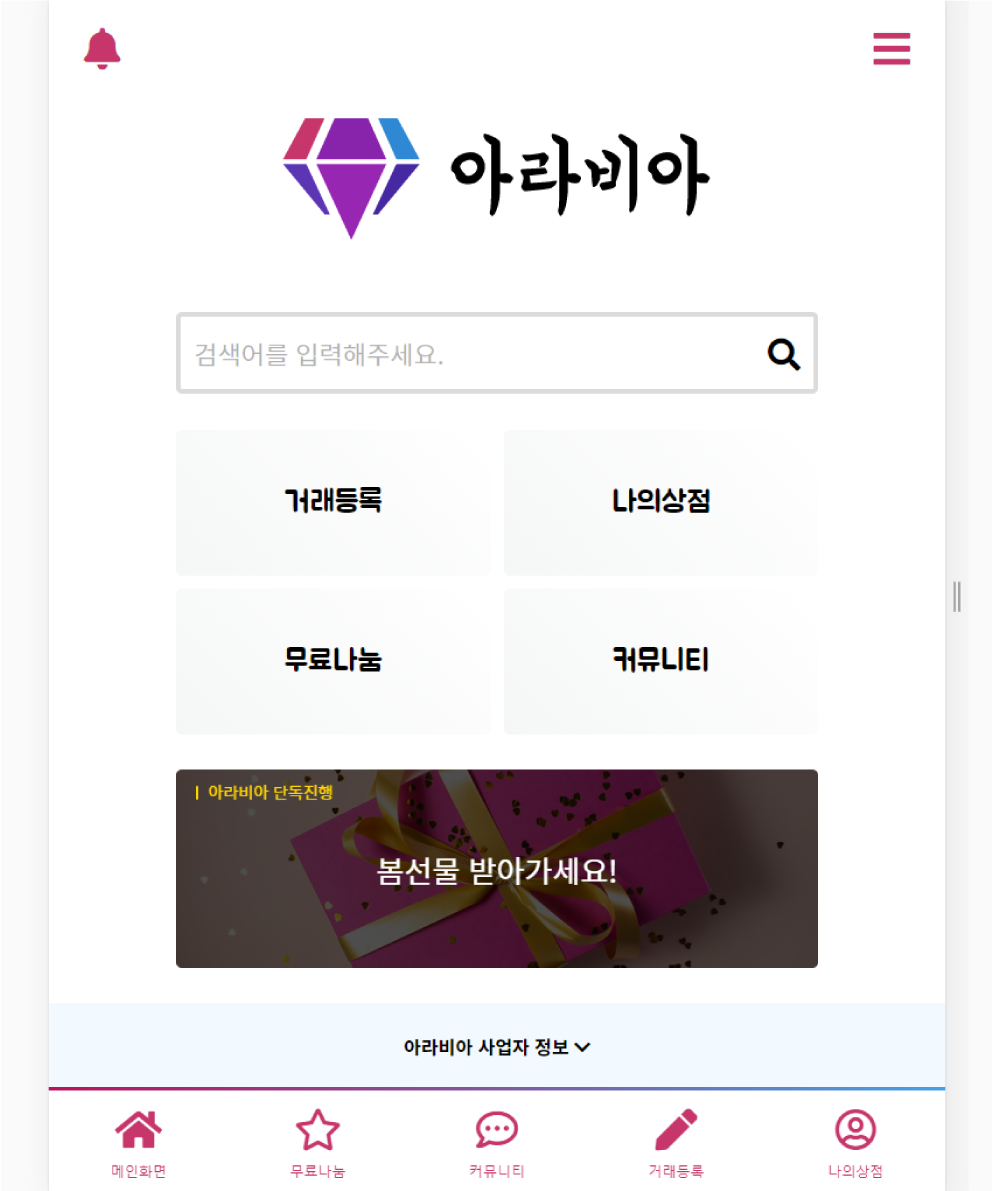 아라비아
검색어를 입력해주세요.
거래등록
나의상점
무료나눔
커뮤니티
| 아라비아 단독진행
봄선물 받아가세요!
아라비아 사업자 정보
메인화면
무료나눔
커뮤니티
거래등록
나의상점